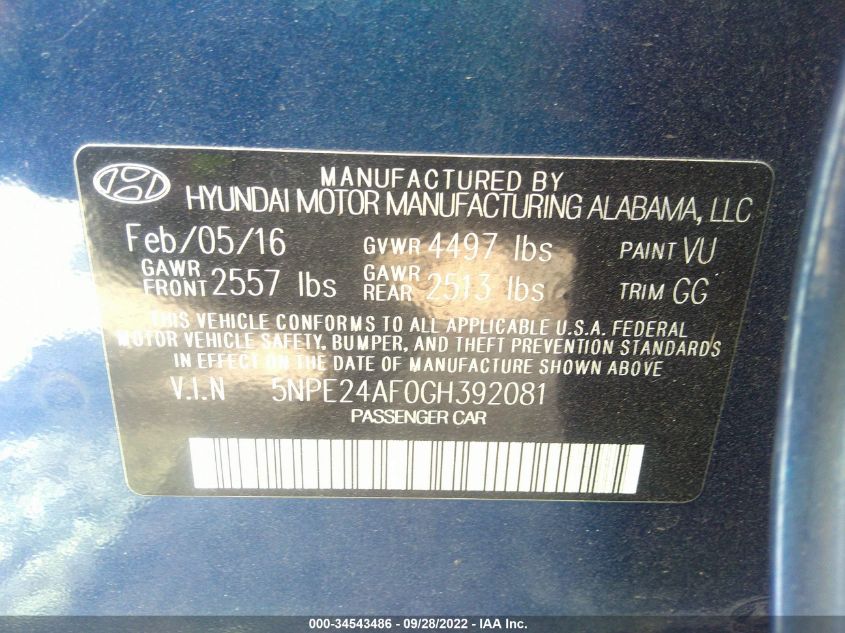 MANUFACTURED BY
HYUNDAI MOTOR MANUFACTURING ALABAMA, LLC
Feb/05/16 GVWR 4497 lbs PAINT VU
GAWR FRONT 2557 lbs GAWR REAR 2513 lbs TRIM GG
THIS VEHICLE CONFORMS TO ALL APPLICABLE U.S.A. FEDERAL
MOTOR VEHICLE SAFETY, BUMPER, AND THEFT PREVENTION STANDARDS
IN EFFECT ON THE DATE OF MANUFACTURE SHOWN ABOVE
V.I.N 5NPE24AF0GH392081
PASSENGER CAR
000-34543486 - 09/28/2022 - IAA Inc.